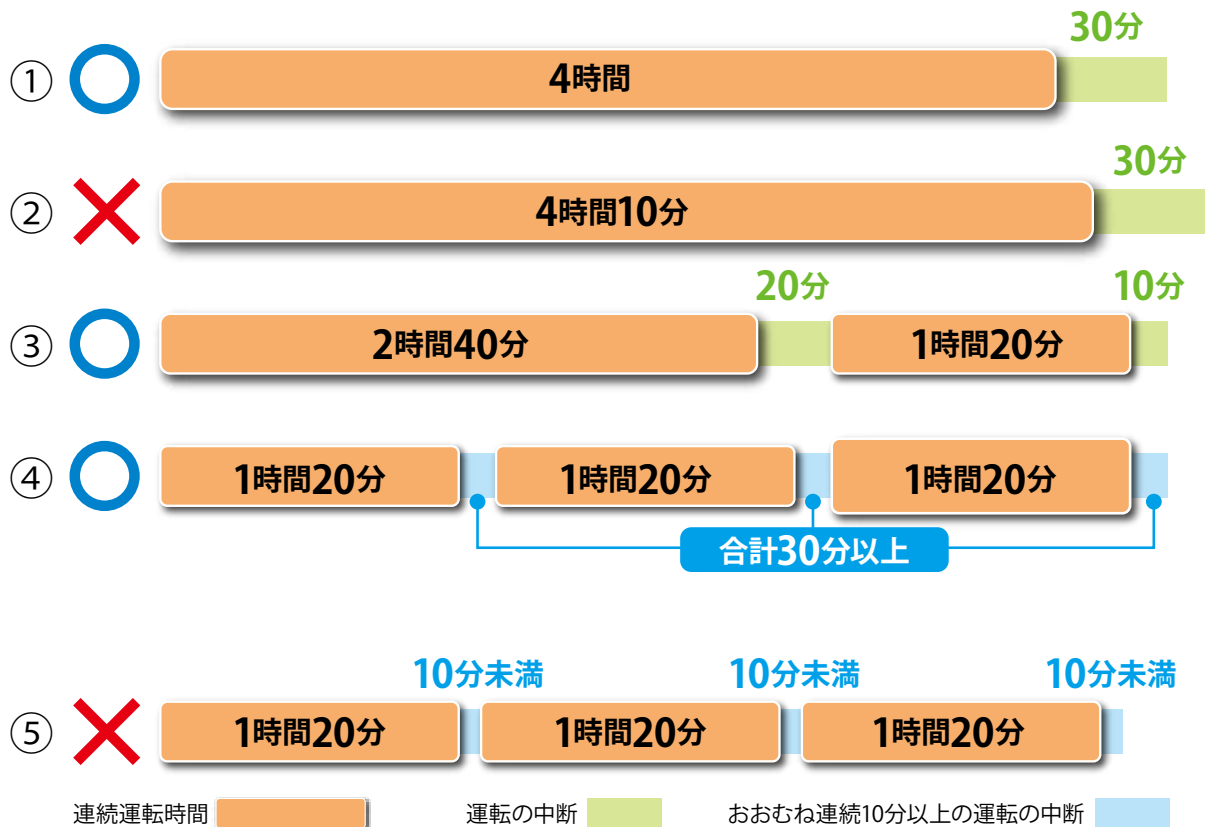 30分
① 4時間
30分
② 4時間10分
20分 10分
③ 2時間40分 1時間20分
④ 1時間20分 1時間20分 1時間20分
合計30分以上
10分未満 10分未満 10分未満
⑤ 1時間20分 1時間20分 1時間20分
連続運転時間 運転の中断 おおむね連続10分以上の運転の中断